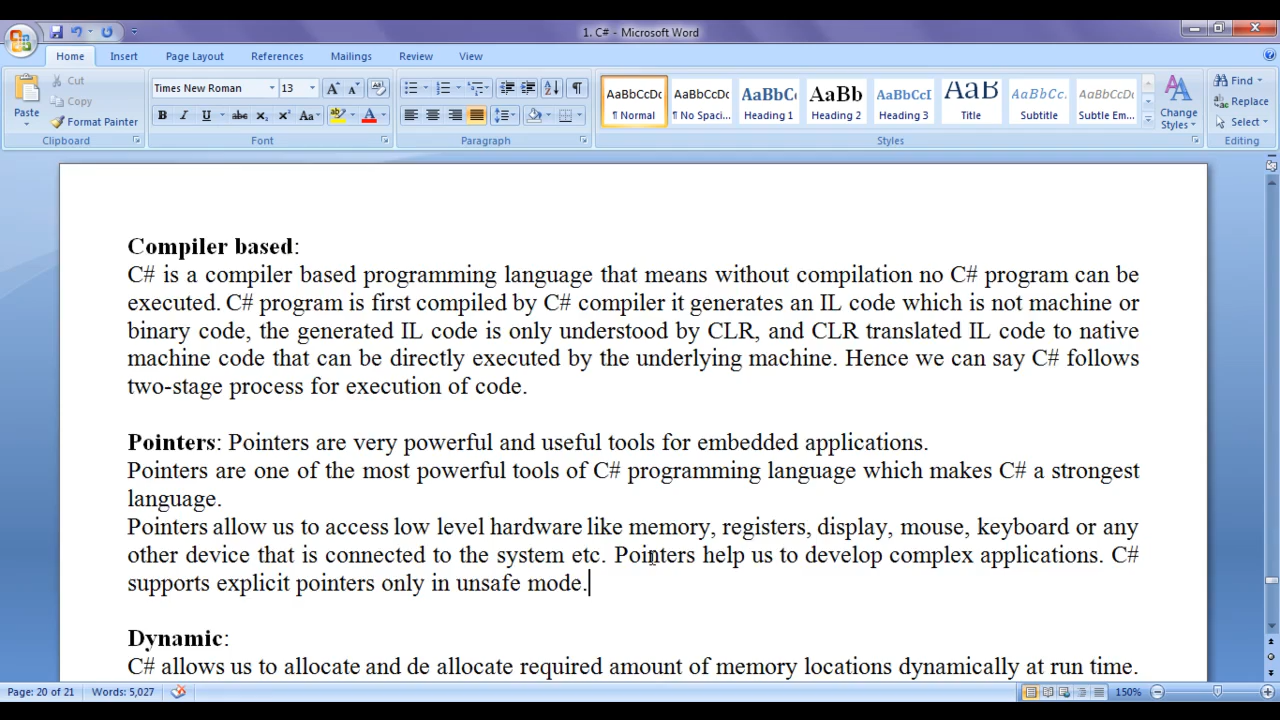 1. C# - Microsoft Word
Home Insert Page Layout References Mailings Review View
Paste
Cut
Copy
Format Painter
Clipboard
Times New Roman 13
Font
Paragraph
AaBbCcDc AaBbCcDc AaBbC AaBb AaBbCcI AaB AaBbCc. AaBbCcDc
¶ Normal ¶ No Spaci... Heading 1 Heading 2 Heading 3 Title Subtitle Subtle Em...
Styles
Change Styles
Find
Replace
Select
Editing
Compiler based:
C# is a compiler based programming language that means without compilation no C# program can be
executed. C# program is first compiled by C# compiler it generates an IL code which is not machine or
binary code, the generated IL code is only understood by CLR, and CLR translated IL code to native
machine code that can be directly executed by the underlying machine. Hence we can say C# follows
two-stage process for execution of code.
Pointers: Pointers are very powerful and useful tools for embedded applications.
Pointers are one of the most powerful tools of C# programming language which makes C# a strongest
language.
Pointers allow us to access low level hardware like memory, registers, display, mouse, keyboard or any
other device that is connected to the system etc. Pointers help us to develop complex applications. C#
supports explicit pointers only in unsafe mode.
Dynamic:
C# allows us to allocate and de allocate required amount of memory locations dynamically at run time.
Page: 20 of 21 Words: 5,027 150%